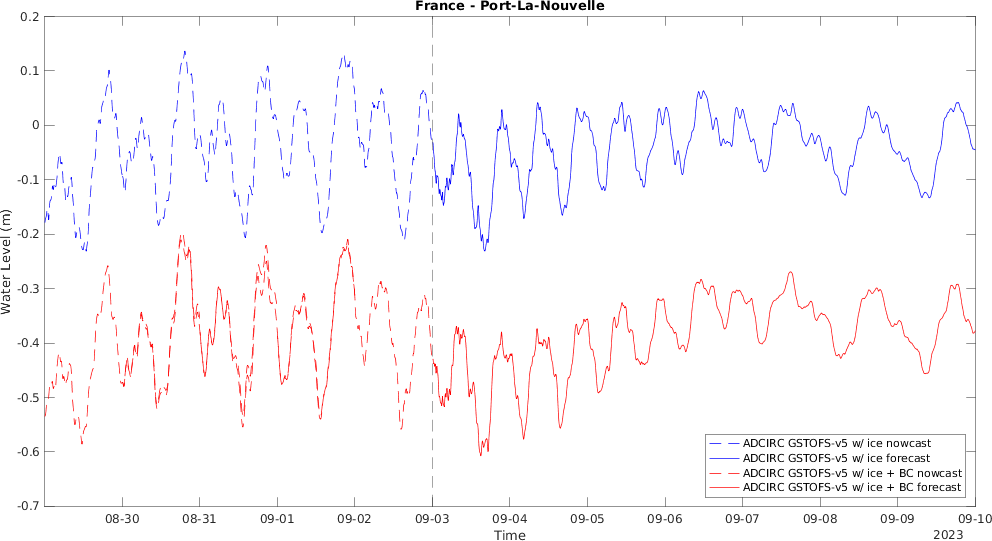 France - Port-La-Nouvelle
0.2
0.1
0
-0.1
-0.2
-0.3
-0.4
-0.5
-0.6
-0.7
Water Level (m)
ADCIRC GSTOFS-v5 w/ ice nowcast
ADCIRC GSTOFS-v5 w/ ice forecast
ADCIRC GSTOFS-v5 w/ ice + BC nowcast
ADCIRC GSTOFS-v5 w/ ice + BC forecast
08-30 08-31 09-01 09-02 09-03 09-04 09-05 09-06 09-07 09-08 09-09 09-10
Time
2023